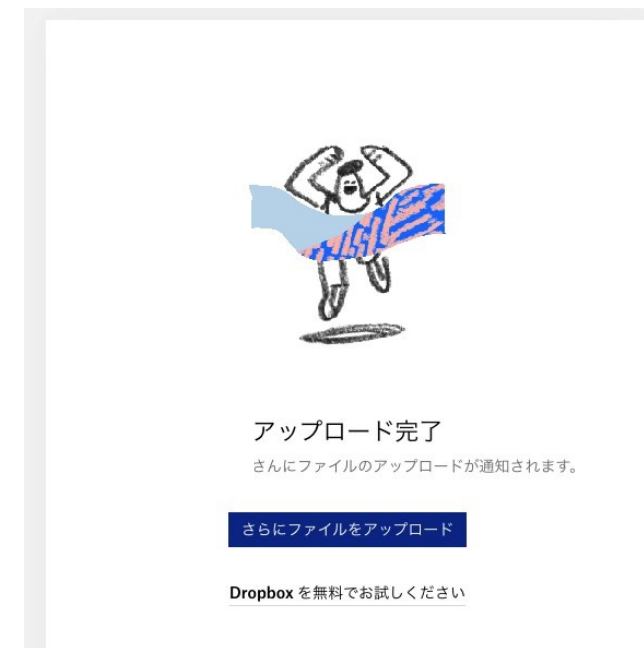 アップロード完了
さんにファイルのアップロードが通知されます。
さらにファイルをアップロード
Dropbox を無料でお試しください